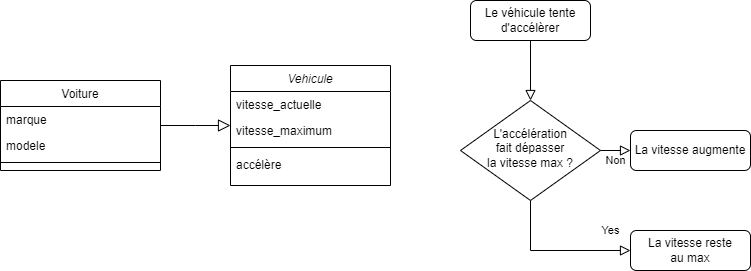 Voiture
marque
modele
Vehicule
vitesse_actuelle
vitesse_maximum
accélère
Le véhicule tente
d'accélèrer
L'accélération
fait dépasser
la vitesse max ?
Non
La vitesse augmente
Yes
La vitesse reste
au max